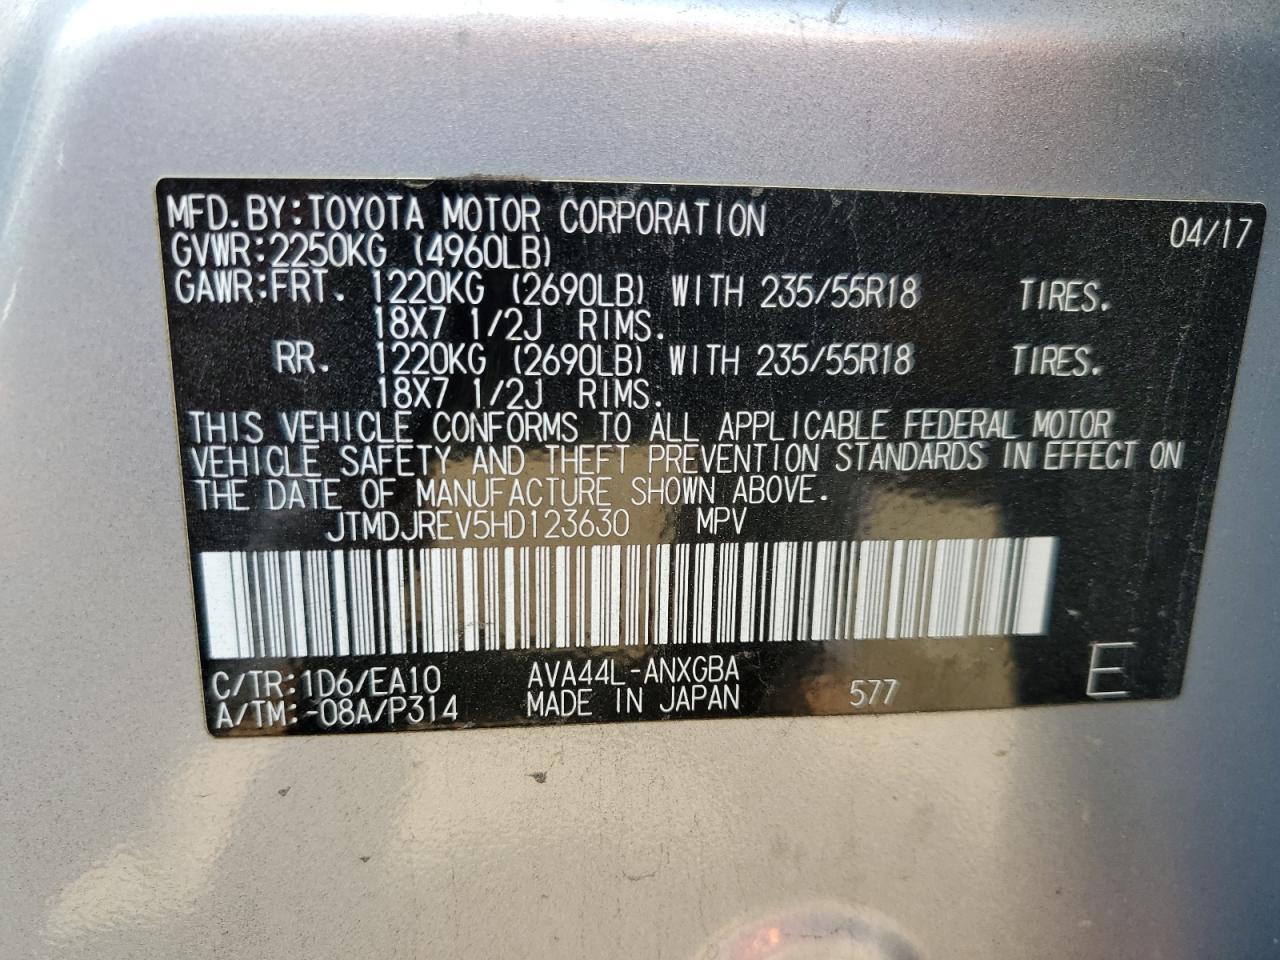 MFD.BY:TOYOTA MOTOR CORPORATION 04/17
GVWR:2250KG (4960LB)
GAWR:FRT. 1220KG (2690LB) WITH 235/55R18 TIRES.
18X7 1/2J RIMS.
RR. 1220KG (2690LB) WITH 235/55R18 TIRES.
18X7 1/2J RIMS.
THIS VEHICLE CONFORMS TO ALL APPLICABLE FEDERAL MOTOR
VEHICLE SAFETY AND THEFT PREVENTION STANDARDS IN EFFECT ON
THE DATE OF MANUFACTURE SHOWN ABOVE.
JTMDJREV5HD123630 MPV
C/TR:1D6/EA10 AVA44L-ANXGBA
A/TM:-08A/P314 MADE IN JAPAN 577 E